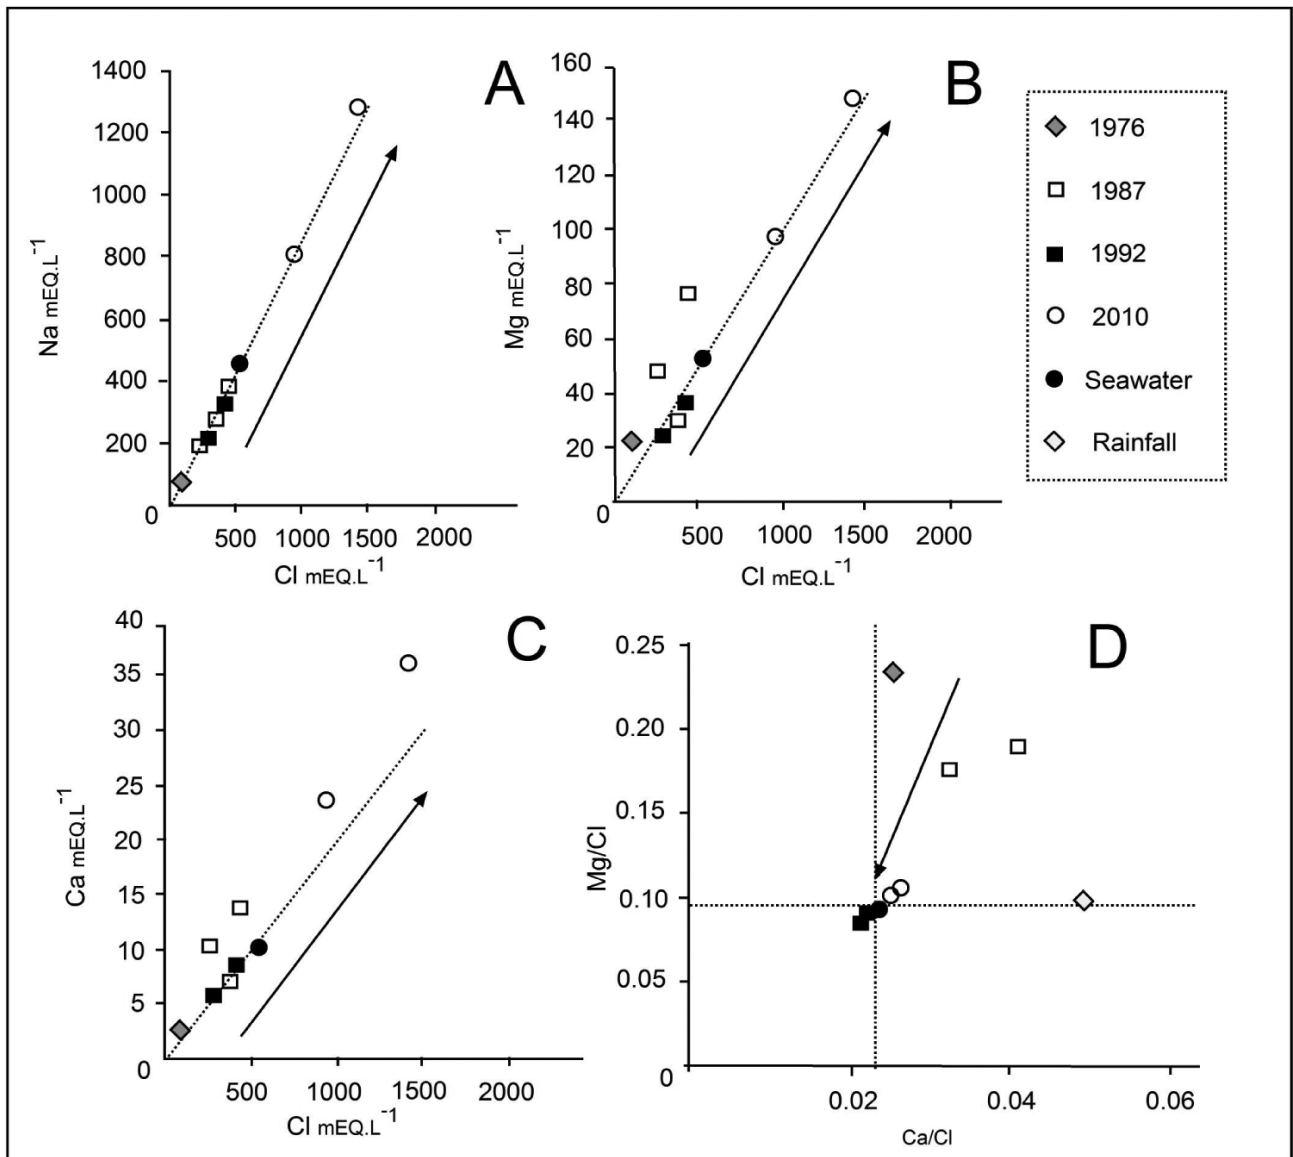 A
1400
1200
1000
800
600
400
200
0
500 1000 1500 2000
Na mEQ.L⁻¹
Cl mEQ.L⁻¹
B
160
140
120
100
80
60
40
20
0
500 1000 1500 2000
Mg mEQ.L⁻¹
Cl mEQ.L⁻¹
1976
1987
1992
2010
Seawater
Rainfall
C
40
35
30
25
20
15
10
5
0
500 1000 1500 2000
Ca mEQ.L⁻¹
Cl mEQ.L⁻¹
D
0.25
0.20
0.15
0.10
0.05
0
0.02 0.04 0.06
Mg/Cl
Ca/Cl